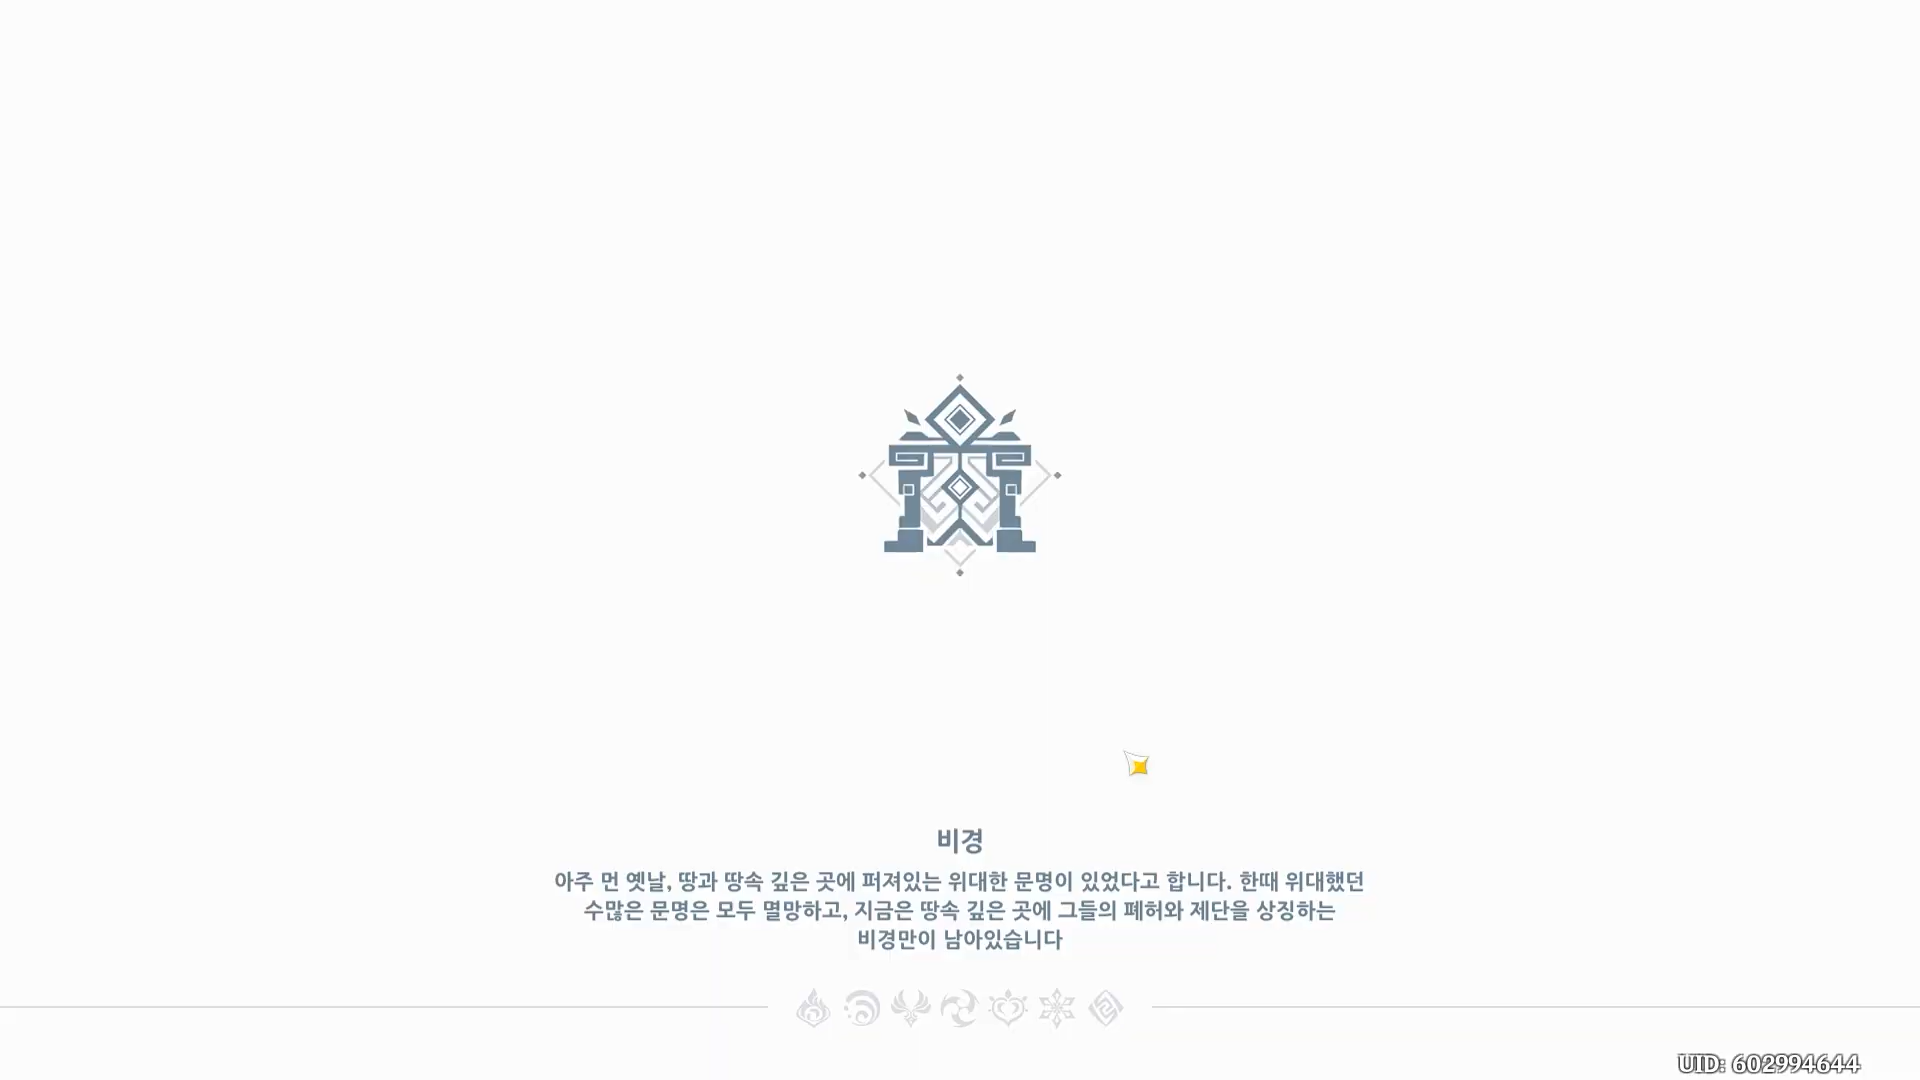 비경
아주 먼 옛날, 땅과 땅속 깊은 곳에 퍼져있는 위대한 문명이 있었다고 합니다. 한때 위대했던
수많은 문명은 모두 멸망하고, 지금은 땅속 깊은 곳에 그들의 폐허와 제단을 상징하는
비경만이 남아있습니다
UID: 602994644